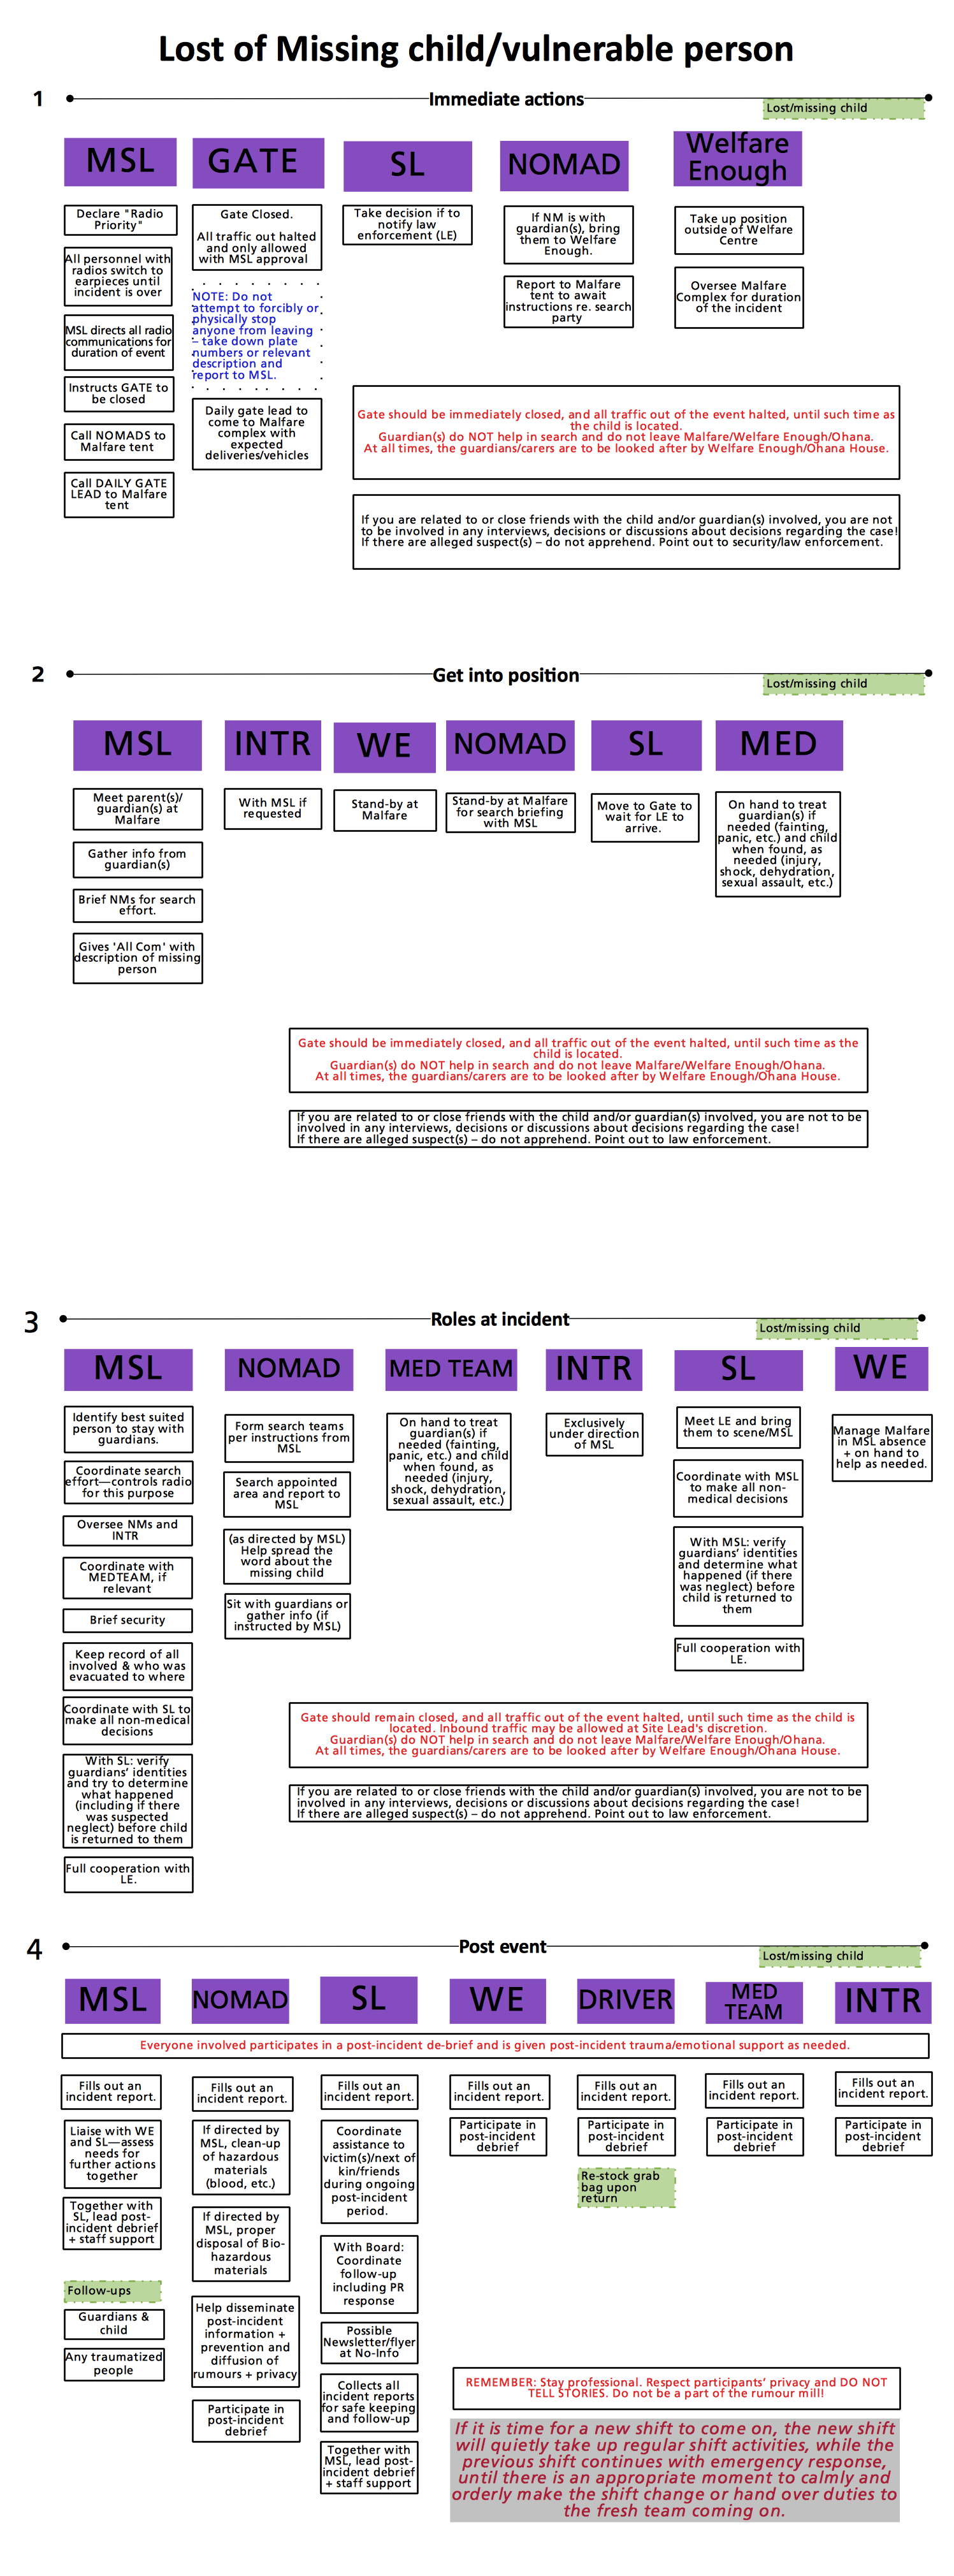 Lost of Missing child/vulnerable person
1
Immediate actions
Lost/missing child
MSL
Declare "Radio
Priority"
All personnel with
radios switch to
earpieces until
incident is over
MSL directs all radio
communications for
duration of event
Instructs GATE to
be closed
Call NOMADS to
Malfare tent
Call DAILY GATE
LEAD to Malfare
tent
GATE
Gate Closed.
All traffic out halted
and only allowed
with MSL approval
NOTE: Do not
attempt to forcibly or
physically stop
anyone from leaving
– take down plate
numbers or relevant
description and
report to MSL.
Daily gate lead to
come to Malfare
complex with
expected
deliveries/vehicles
SL
Take decision if to
notify law
enforcement (LE)
NOMAD
If NM is with
guardian(s), bring
them to Welfare
Enough.
Report to Malfare
tent to await
instructions re. search
party
Welfare
Enough
Take up position
outside of Welfare
Centre
Oversee Malfare
Complex for duration
of the incident
Gate should be immediately closed, and all traffic out of the event halted, until such time as
the child is located.
Guardian(s) do NOT help in search and do not leave Malfare/Welfare Enough/Ohana.
At all times, the guardians/carers are to be looked after by Welfare Enough/Ohana House.
If you are related to or close friends with the child and/or guardian(s) involved, you are not
to be involved in any interviews, decisions or discussions about decisions regarding the case!
If there are alleged suspect(s) – do not apprehend. Point out to security/law enforcement.
2
Get into position
Lost/missing child
MSL
Meet parent(s)/
guardian(s) at
Malfare
Gather info from
guardian(s)
Brief NMs for search
effort.
Gives 'All Com' with
description of missing
person
INTR
With MSL if
requested
WE
Stand-by at
Malfare
NOMAD
Stand-by at Malfare
for search briefing
with MSL
SL
Move to Gate to
wait for LE to
arrive.
MED
On hand to treat
guardian(s) if
needed (fainting,
panic, etc.) and child
when found, as
needed (injury,
shock, dehydration,
sexual assault, etc.)
Gate should be immediately closed, and all traffic out of the event halted, until such time as the
child is located.
Guardian(s) do NOT help in search and do not leave Malfare/Welfare Enough/Ohana.
At all times, the guardians/carers are to be looked after by Welfare Enough/Ohana House.
If you are related to or close friends with the child and/or guardian(s) involved, you are not to be
involved in any interviews, decisions or discussions about decisions regarding the case!
If there are alleged suspect(s) – do not apprehend. Point out to law enforcement.
3
Roles at incident
Lost/missing child
MSL
Identify best suited
person to stay with
guardians.
Coordinate search
effort—controls radio
for this purpose
Oversee NMs and
INTR
Coordinate with
MEDTEAM, if
relevant
Brief security
Keep record of all
involved & who was
evacuated to where
Coordinate with SL to
make all non-medical
decisions
With SL: verify
guardians' identities
and try to determine
what happened
(including if there
was suspected
neglect) before child
is returned to them
Full cooperation with
LE.
NOMAD
Form search teams
per instructions from
MSL
Search appointed
area and report to
MSL
(as directed by MSL)
Help spread the
word about the
missing child
Sit with guardians or
gather info (if
instructed by MSL)
MED TEAM
On hand to treat
guardian(s) if
needed (fainting,
panic, etc.) and child
when found, as
needed (injury,
shock, dehydration,
sexual assault, etc.)
INTR
Exclusively
under direction
of MSL
SL
Meet LE and bring
them to scene/MSL
Coordinate with MSL
to make all non-
medical decisions
With MSL: verify
guardians' identities
and determine what
happened (if there
was neglect) before
child is returned to
them
Full cooperation with
LE.
WE
Manage Malfare
in MSL absence
+ on hand to
help as needed.
Gate should remain closed, and all traffic out of the event halted, until such time as the child is
located. Inbound traffic may be allowed at Site Lead's discretion.
Guardian(s) do NOT help in search and do not leave Malfare/Welfare Enough/Ohana.
At all times, the guardians/carers are to be looked after by Welfare Enough/Ohana House.
If you are related to or close friends with the child and/or guardian(s) involved, you are not to be
involved in any interviews, decisions or discussions about decisions regarding the case!
If there are alleged suspect(s) – do not apprehend. Point out to law enforcement.
4
Post event
Lost/missing child
MSL
NOMAD
SL
WE
DRIVER
MED
TEAM
INTR
Everyone involved participates in a post-incident de-brief and is given post-incident trauma/emotional support as needed.
Fills out an
incident report.
Liaise with WE
and SL—assess
needs for
further actions
together
Together with
SL, lead post-
incident debrief
+ staff support
Follow-ups
Guardians &
child
Any traumatized
people
Fills out an
incident report.
If directed by
MSL, clean-up
of hazardous
materials
(blood, etc.)
If directed by
MSL, proper
disposal of Bio-
hazardous
materials
Help disseminate
post-incident
information +
prevention and
diffusion of
rumours + privacy
Participate in
post-incident
debrief
Fills out an
incident report.
Coordinate
assistance to
victim(s)/next of
kin/friends
during ongoing
post-incident
period.
With Board:
Coordinate
follow-up
including PR
response
Possible
Newsletter/flyer
at No-Info
Collects all
incident reports
for safe keeping
and follow-up
Together with
MSL, lead post-
incident debrief
+ staff support
Fills out an
incident report.
Participate in
post-incident
debrief
Fills out an
incident report.
Participate in
post-incident
debrief
Re-stock grab
bag upon
return
Fills out an
incident report.
Participate in
post-incident
debrief
Fills out an
incident report.
Participate in
post-incident
debrief
REMEMBER: Stay professional. Respect participants' privacy and DO NOT
TELL STORIES. Do not be a part of the rumour mill!
If it is time for a new shift to come on, the new shift
will quietly take up regular shift activities, while the
previous shift continues with emergency response,
until there is an appropriate moment to calmly and
orderly make the shift change or hand over duties to
the fresh team coming on.